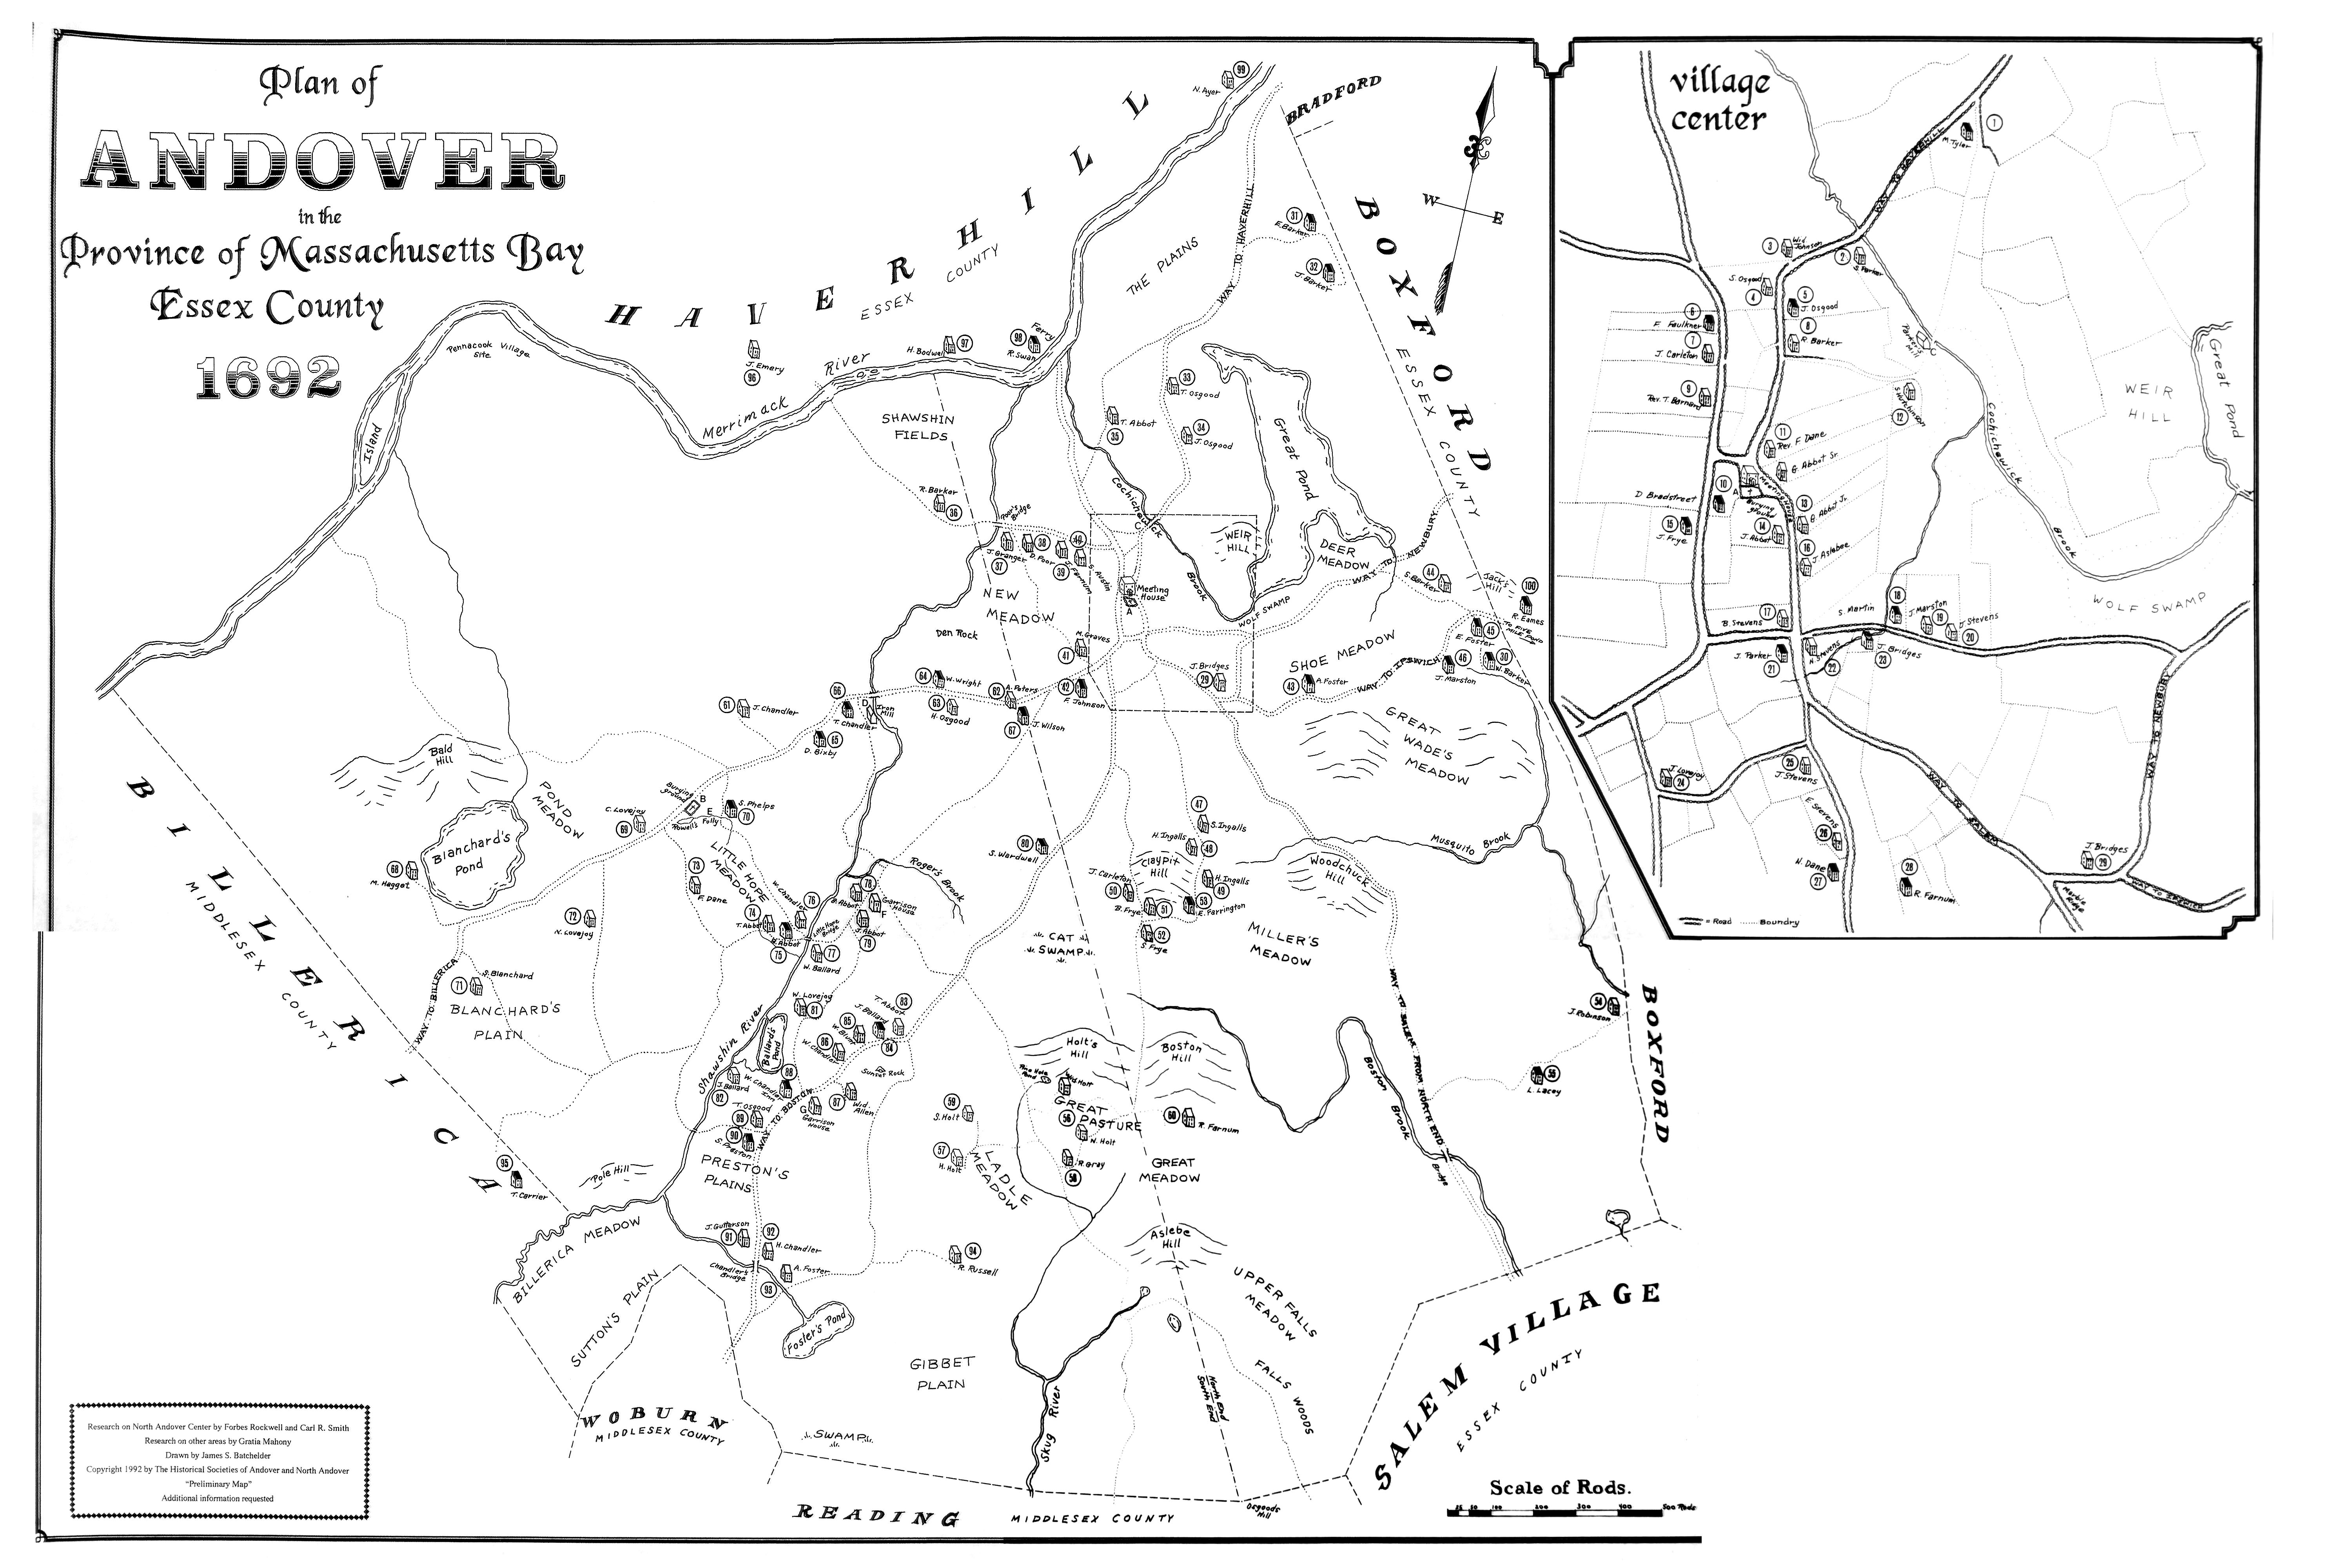 Plan of
ANDOVER
in the
Province of Massachusetts Bay
Essex County
1692
HAVERHILL
ESSEX COUNTY
BRADFORD
BOXFORD
ESSEX COUNTY
W
E
99
N. Ayer
THE PLAINS
WAY TO HAVERHILL
31
E. Barker
32
J. Barker
Pennacook Village
Site
Island
J. Emery
96
Merrimack River
H. Bodwell
97
98
R. Swan
Ferry
SHAWSHIN
FIELDS
33
T. Osgood
T. Abbot
35
34
J. Osgood
Great Pond
Cochichewick
Brook
C
R. Barker
36
Poor's
Bridge
J. Granger
37
38
D. Poor
39
J. Farnum
40
S. Austin
WEIR
HILL
DEER
MEADOW
WAY TO NEWBURY
WOLF SWAMP
Meeting
House
A
NEW
MEADOW
Den Rock
S. Barker
44
Jack's
Hill
100
R. Eames
TO FIVE
MILE POND
E. Foster
45
46
J. Marston
30
W. Barker
SHOE MEADOW
WAY TO IPSWICH
43
A. Foster
J. Bridges
29
M. Graves
41
42
F. Johnson
64
W. Wright
63
H. Osgood
62
A. Peters
67
J. Wilson
66
T. Chandler
D
Iron
Mill
61
J. Chandler
D. Bixby
65
GREAT
WADE'S
MEADOW
Bald
Hill
POND
MEADOW
Blanchard's
Pond
68
M. Hagget
C. Lovejoy
69
Burying
ground
B
E
Powell's Folly
S. Phelps
70
LITTLE HOPE
MEADOW
73
F. Dane
72
N. Lovejoy
74
T. Abbot
75
G. Abbot
W. Chandler
76
Little Hope
Bridge
77
W. Ballard
78
Garrison
House
F
J. Abbot
79
Rogers Brook
80
S. Wardwell
47
S. Ingalls
H. Ingalls
48
H. Ingalls
49
Claypit
Hill
J. Carleton
50
B. Frye
51
53
E. Farrington
52
S. Frye
Musquito Brook
Woodchuck
Hill
MILLER'S
MEADOW
CAT
SWAMP
BILLERICA
MIDDLESEX COUNTY
WAY TO BILLERICA
71
S. Blanchard
BLANCHARD'S
PLAIN
W. Lovejoy
81
Ballard's
Pond
Shawshin River
T. Abbot
83
J. Ballard
84
85
W. Blunt
86
W. Chandler
Sunset Rock
J. Ballard
82
W. Chandler
Inn
88
87
Wid.
Allen
T. Osgood
89
G
Garrison
House
WAY TO BOSTON
S. Preston
90
PRESTON'S
PLAINS
59
S. Holt
57
H. Holt
LADLE
MEADOW
Holt's
Hill
Boston
Hill
Pond
Wid. Holt
GREAT
PASTURE
56
W. Holt
R. Gray
58
60
R. Farnum
GREAT
MEADOW
Boston Brook
WAY TO SALEM FROM NORTH END
Bridge
54
J. Robinson
55
L. Lacey
BOXFORD
95
T. Carrier
Pole Hill
BILLERICA MEADOW
SUTTON'S PLAIN
J. Gutterson
91
92
H. Chandler
Chandler's
Bridge
A. Foster
93
Foster's Pond
94
R. Russell
Aslebe
Hill
UPPER FALLS
MEADOW
FALLS WOODS
GIBBET
PLAIN
SWAMP
Skug River
North End
South End
WOBURN
MIDDLESEX COUNTY
READING
MIDDLESEX COUNTY
Osgoods
Hill
SALEM VILLAGE
ESSEX COUNTY
Scale of Rods.
25 50 100 200 300 400 500 Rods
Research on North Andover Center by Forbes Rockwell and Carl R. Smith
Research on other areas by Gratia Mahony
Drawn by James S. Batchelder
Copyright 1992 by The Historical Societies of Andover and North Andover
"Preliminary Map"
Additional information requested
village
center
M. Tyler
1
WAY TO HAVERHILL
3
Wid.
Johnson
2
S. Parker
S. Osgood
4
5
J. Osgood
6
F. Faulkner
7
J. Carleton
8
R. Barker
9
Rev. T. Barnard
Parker's
Mill
C
S. Hutchinson
12
11
Rev. F. Dane
G. Abbot Sr.
10
A
D. Bradstreet
Meeting House
Burying
ground
13
G. Abbot Jr.
14
J. Abbot
15
J. Frye
16
J. Aslebee
Cochichewick
Brook
WEIR
HILL
Great Pond
WOLF SWAMP
17
B. Stevens
S. Martin
18
J. Marston
19
J. Stevens
20
J. Parker
21
N. Stevens
22
J. Bridges
23
J. Lovejoy
24
25
J. Stevens
E. Stevens
26
N. Dane
27
28
R. Farnum
WAY TO SALEM
WAY TO NEWBURY
J. Bridges
29
Marble
Ridge
WAY TO IPSWICH
= Road
Boundry